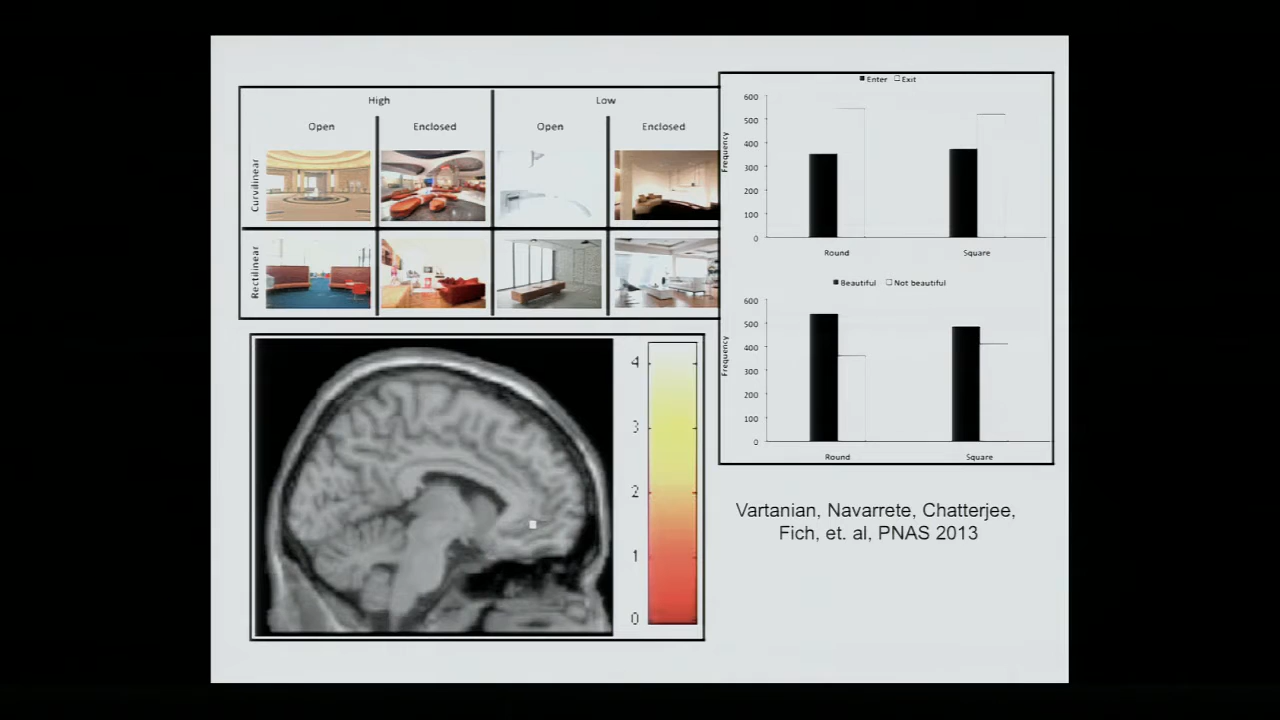 High Low
Open Enclosed Open Enclosed
Curvilinear
Rectilinear
Enter Exit
600
500
400
300
200
100
0
Frequency
Round Square
Beautiful Not beautiful
600
500
400
300
200
100
0
Frequency
Round Square
4
3
2
1
0
Vartanian, Navarrete, Chatterjee,
Fich, et. al, PNAS 2013